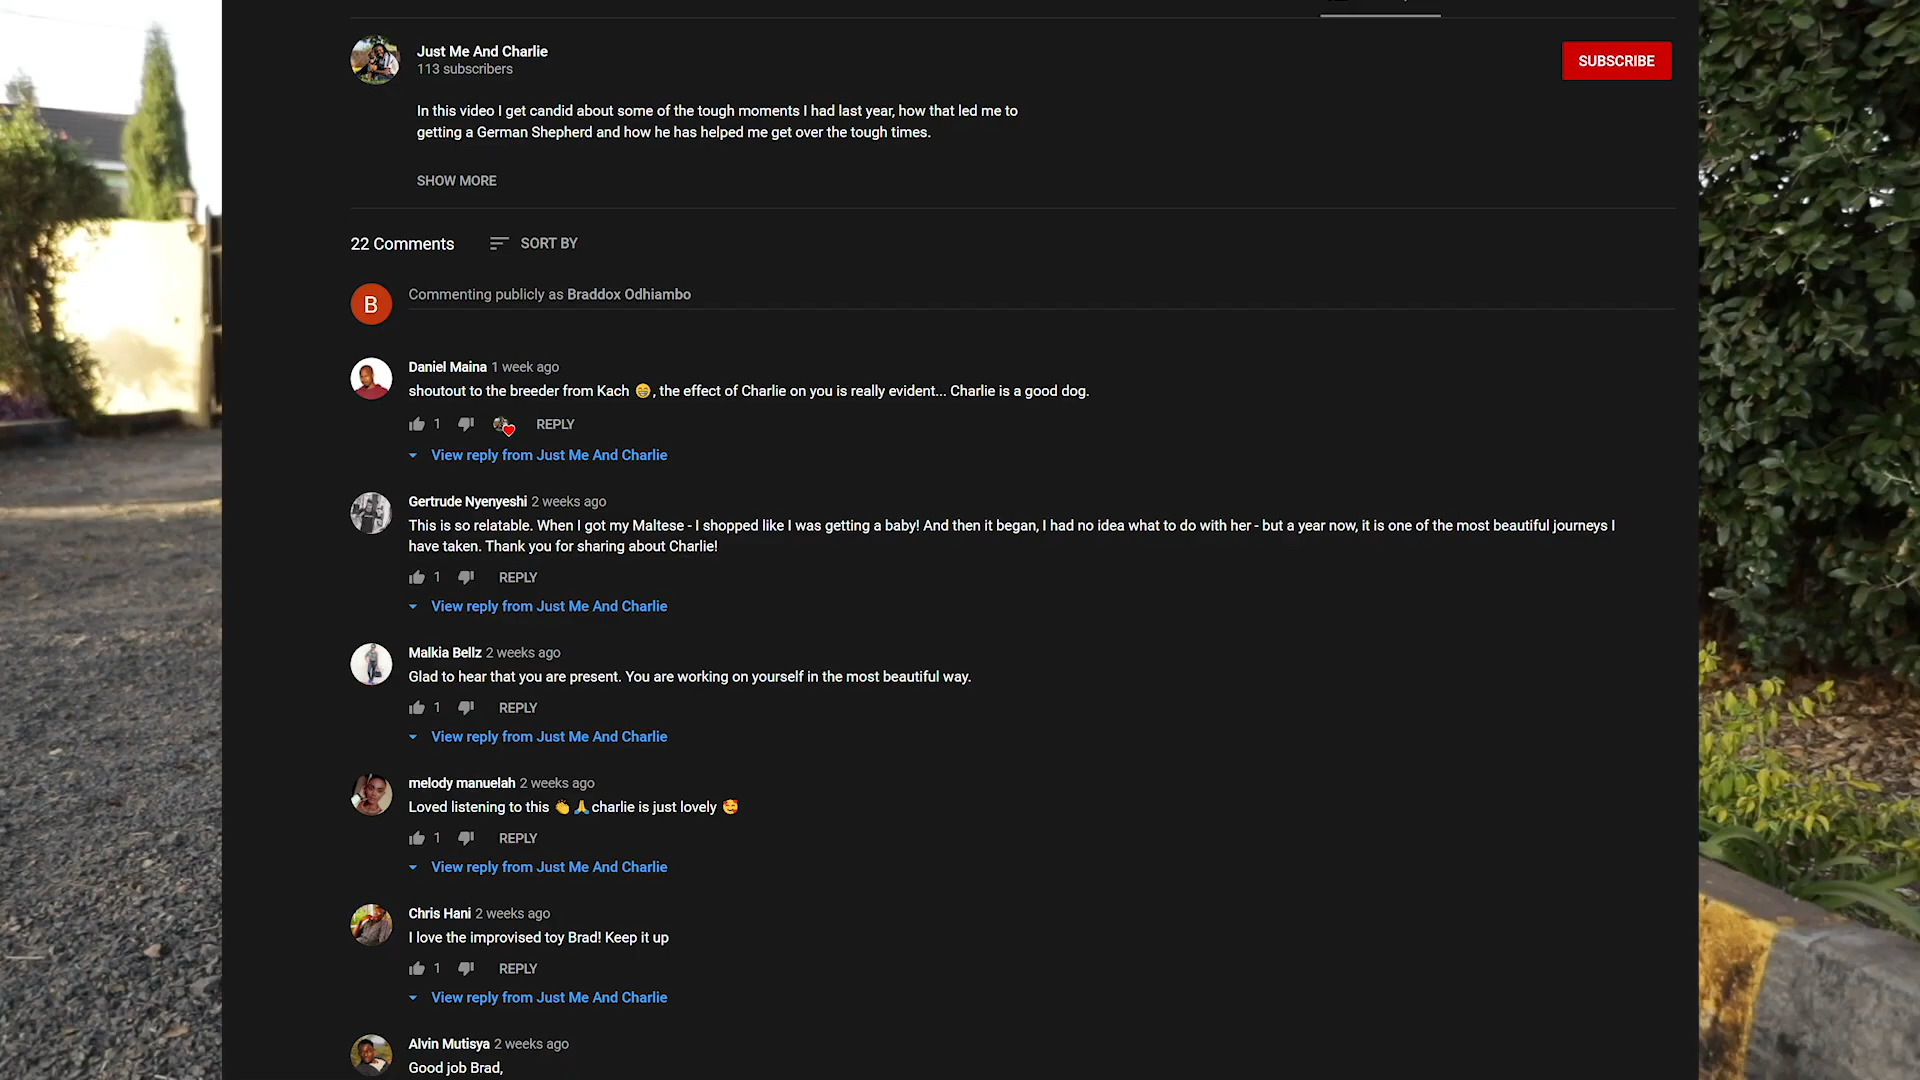 Just Me And Charlie
113 subscribers
SUBSCRIBE
In this video I get candid about some of the tough moments I had last year, how that led me to
getting a German Shepherd and how he has helped me get over the tough times.
SHOW MORE
22 Comments
SORT BY
B
Commenting publicly as Braddox Odhiambo
Daniel Maina 1 week ago
shoutout to the breeder from Kach 😁, the effect of Charlie on you is really evident... Charlie is a good dog.
1 REPLY
View reply from Just Me And Charlie
Gertrude Nyenyeshi 2 weeks ago
This is so relatable. When I got my Maltese - I shopped like I was getting a baby! And then it began, I had no idea what to do with her - but a year now, it is one of the most beautiful journeys I
have taken. Thank you for sharing about Charlie!
1 REPLY
View reply from Just Me And Charlie
Malkia Bellz 2 weeks ago
Glad to hear that you are present. You are working on yourself in the most beautiful way.
1 REPLY
View reply from Just Me And Charlie
melody manuelah 2 weeks ago
Loved listening to this 👏🙏 charlie is just lovely 🥰
1 REPLY
View reply from Just Me And Charlie
Chris Hani 2 weeks ago
I love the improvised toy Brad! Keep it up
1 REPLY
View reply from Just Me And Charlie
Alvin Mutisya 2 weeks ago
Good job Brad,